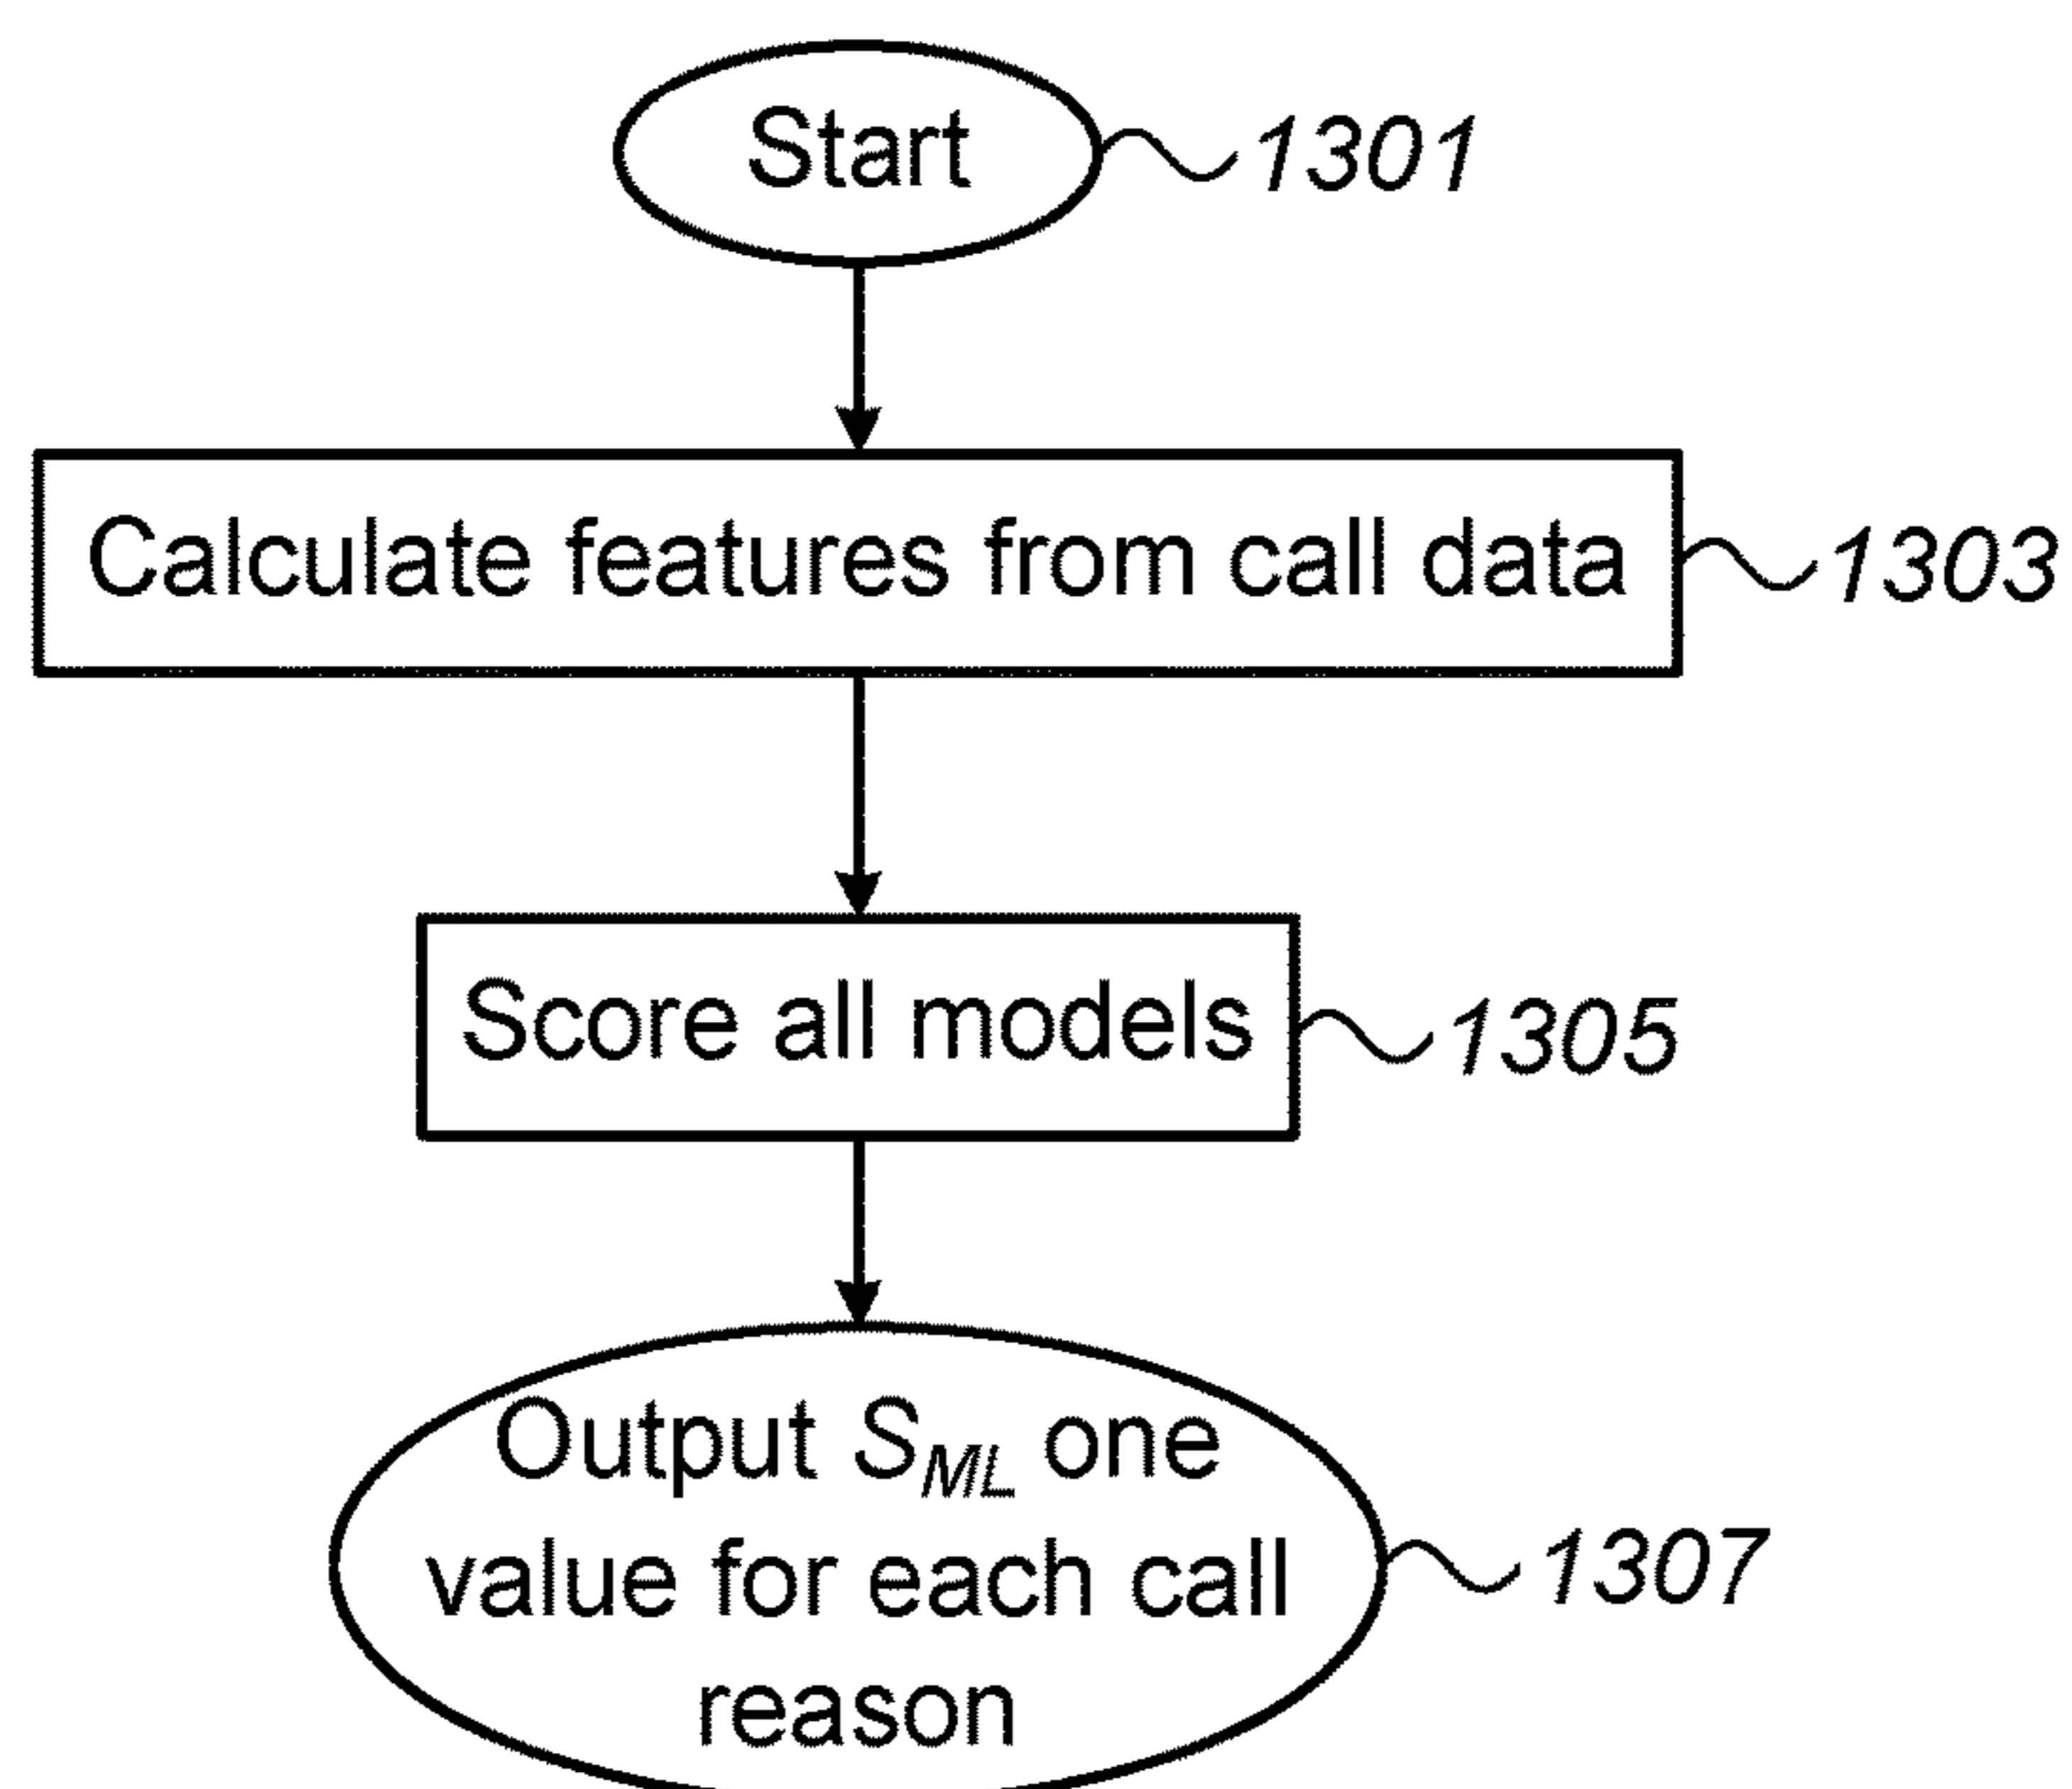 Start 1301
Calculate features from call data 1303
Score all models 1305
Output S_ML one
value for each call 1307
reason